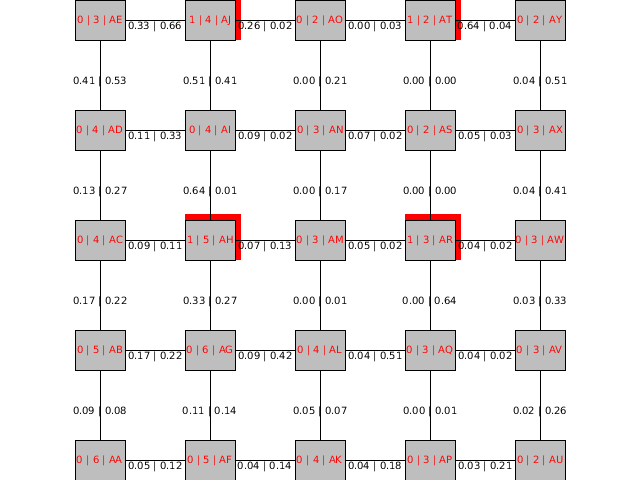 0 | 3 | AE 0.33 | 0.66 1 | 4 | AJ 0.26 | 0.02 0 | 2 | AO 0.00 | 0.03 1 | 2 | AT 0.64 | 0.04 0 | 2 | AY
0.41 | 0.53 0.51 | 0.41 0.00 | 0.21 0.00 | 0.00 0.04 | 0.51
0 | 4 | AD 0.11 | 0.33 0 | 4 | AI 0.09 | 0.02 0 | 3 | AN 0.07 | 0.02 0 | 2 | AS 0.05 | 0.03 0 | 3 | AX
0.13 | 0.27 0.64 | 0.01 0.00 | 0.17 0.00 | 0.00 0.04 | 0.41
0 | 4 | AC 0.09 | 0.11 1 | 5 | AH 0.07 | 0.13 0 | 3 | AM 0.05 | 0.02 1 | 3 | AR 0.04 | 0.02 0 | 3 | AW
0.17 | 0.22 0.33 | 0.27 0.00 | 0.01 0.00 | 0.64 0.03 | 0.33
0 | 5 | AB 0.17 | 0.22 0 | 6 | AG 0.09 | 0.42 0 | 4 | AL 0.04 | 0.51 0 | 3 | AQ 0.04 | 0.02 0 | 3 | AV
0.09 | 0.08 0.11 | 0.14 0.05 | 0.07 0.00 | 0.01 0.02 | 0.26
0 | 6 | AA 0.05 | 0.12 0 | 5 | AF 0.04 | 0.14 0 | 4 | AK 0.04 | 0.18 0 | 3 | AP 0.03 | 0.21 0 | 2 | AU